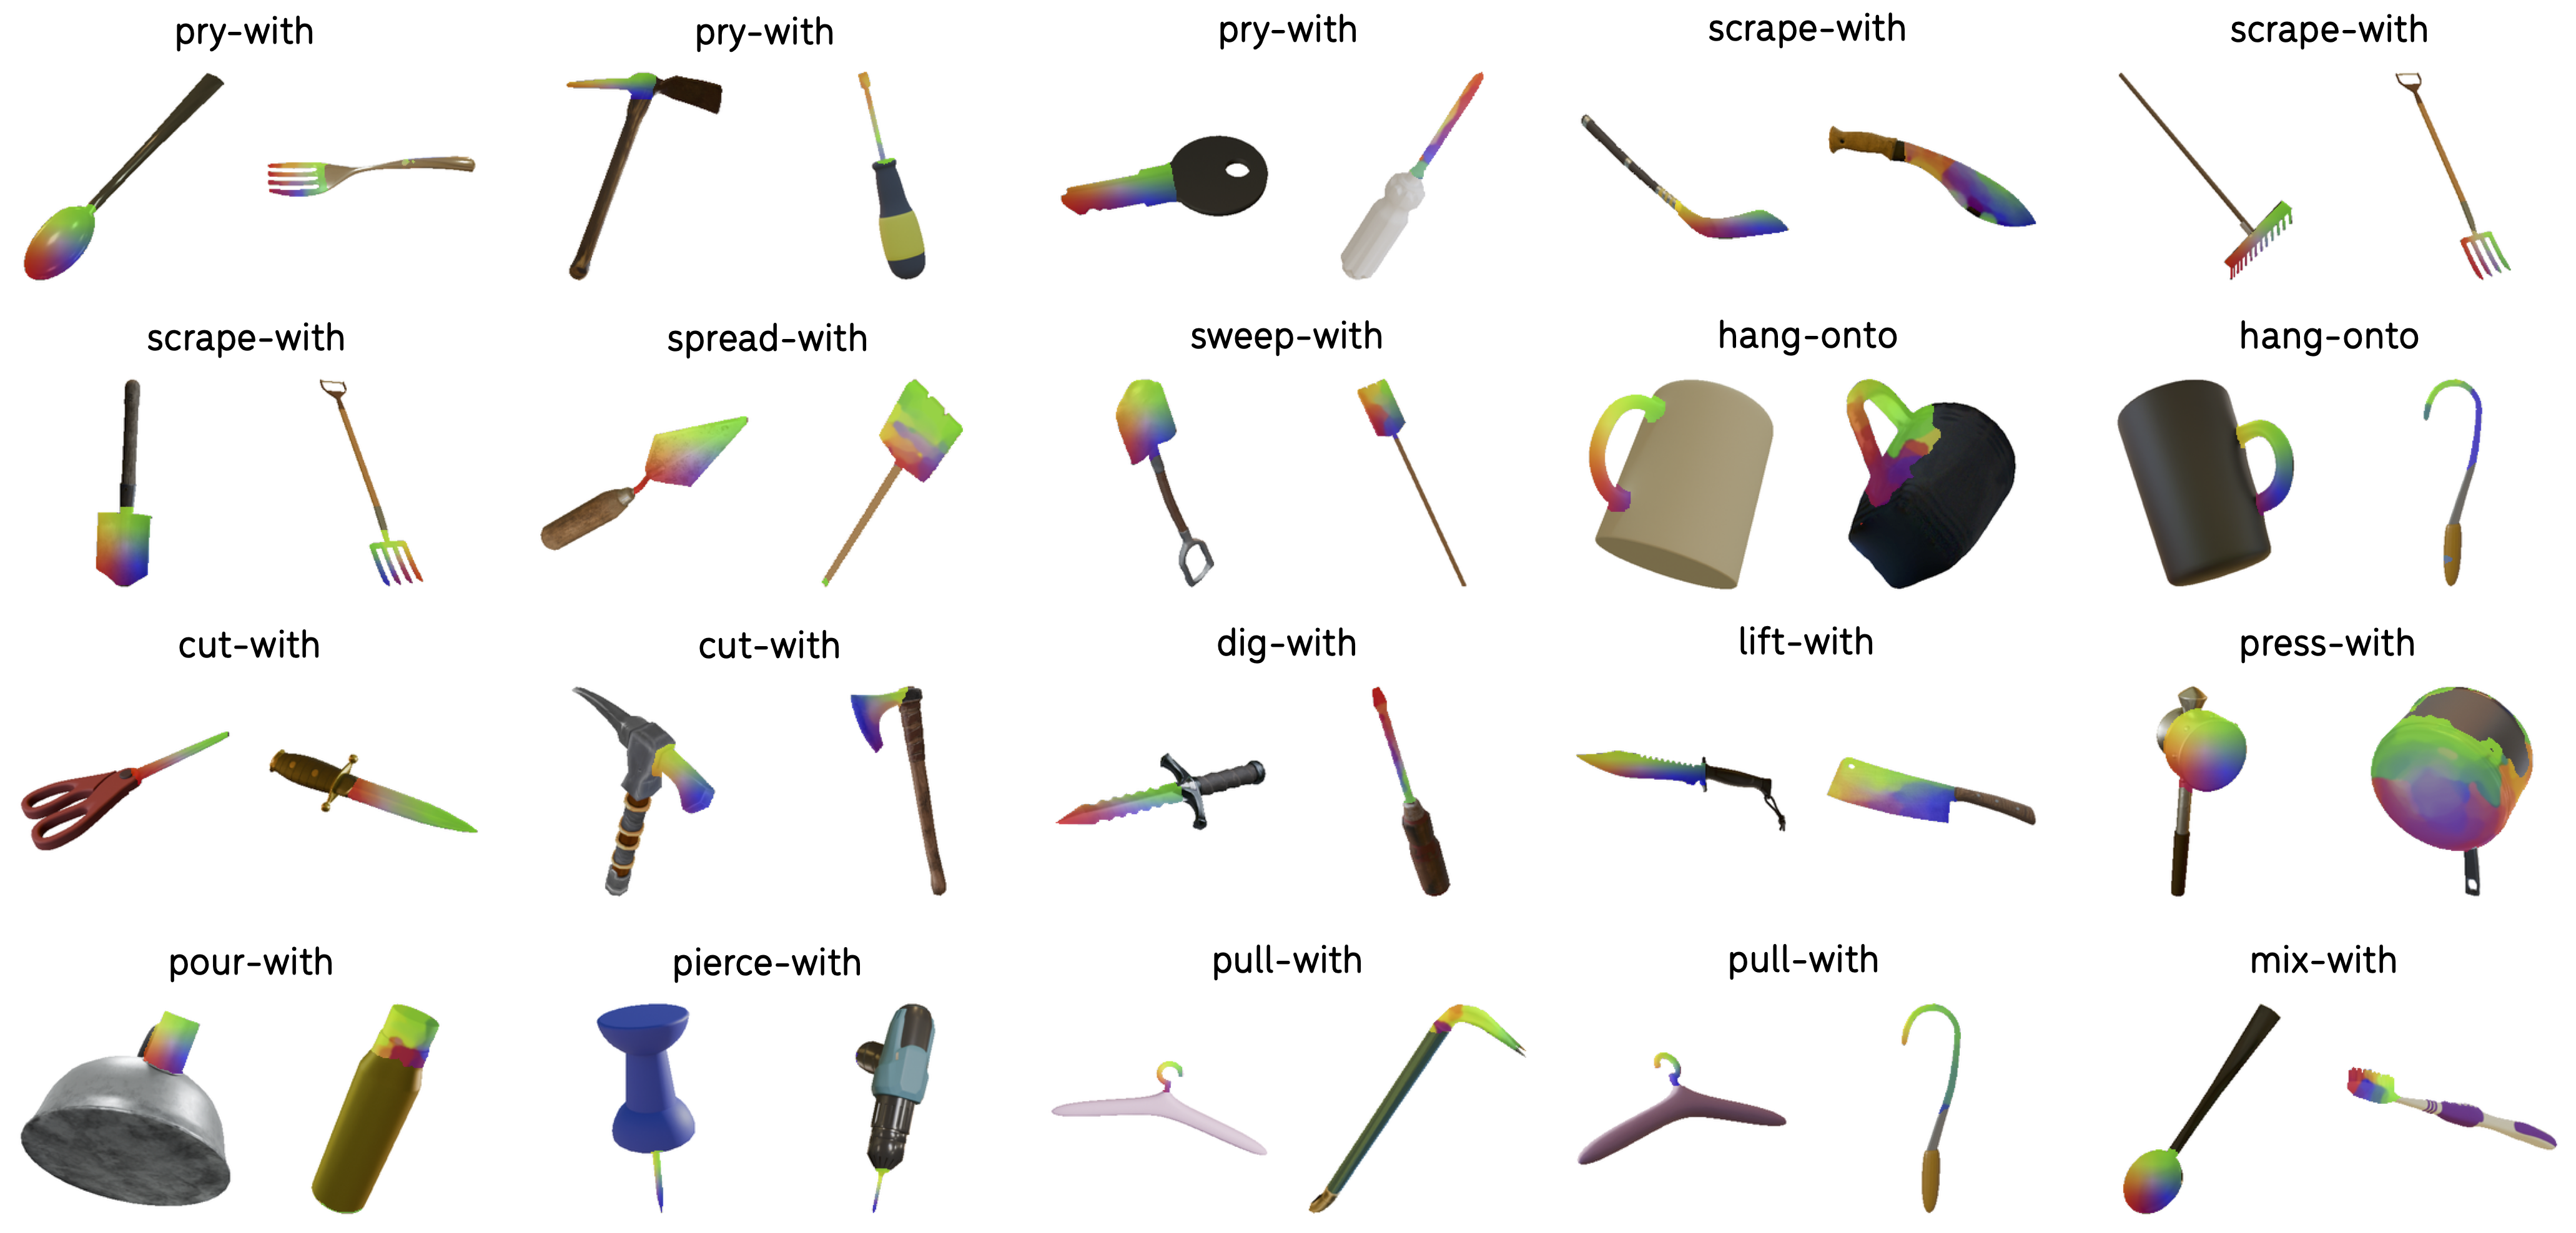 pry-with
pry-with
pry-with
scrape-with
scrape-with
scrape-with
spread-with
sweep-with
hang-onto
hang-onto
cut-with
cut-with
dig-with
lift-with
press-with
pour-with
pierce-with
pull-with
pull-with
mix-with